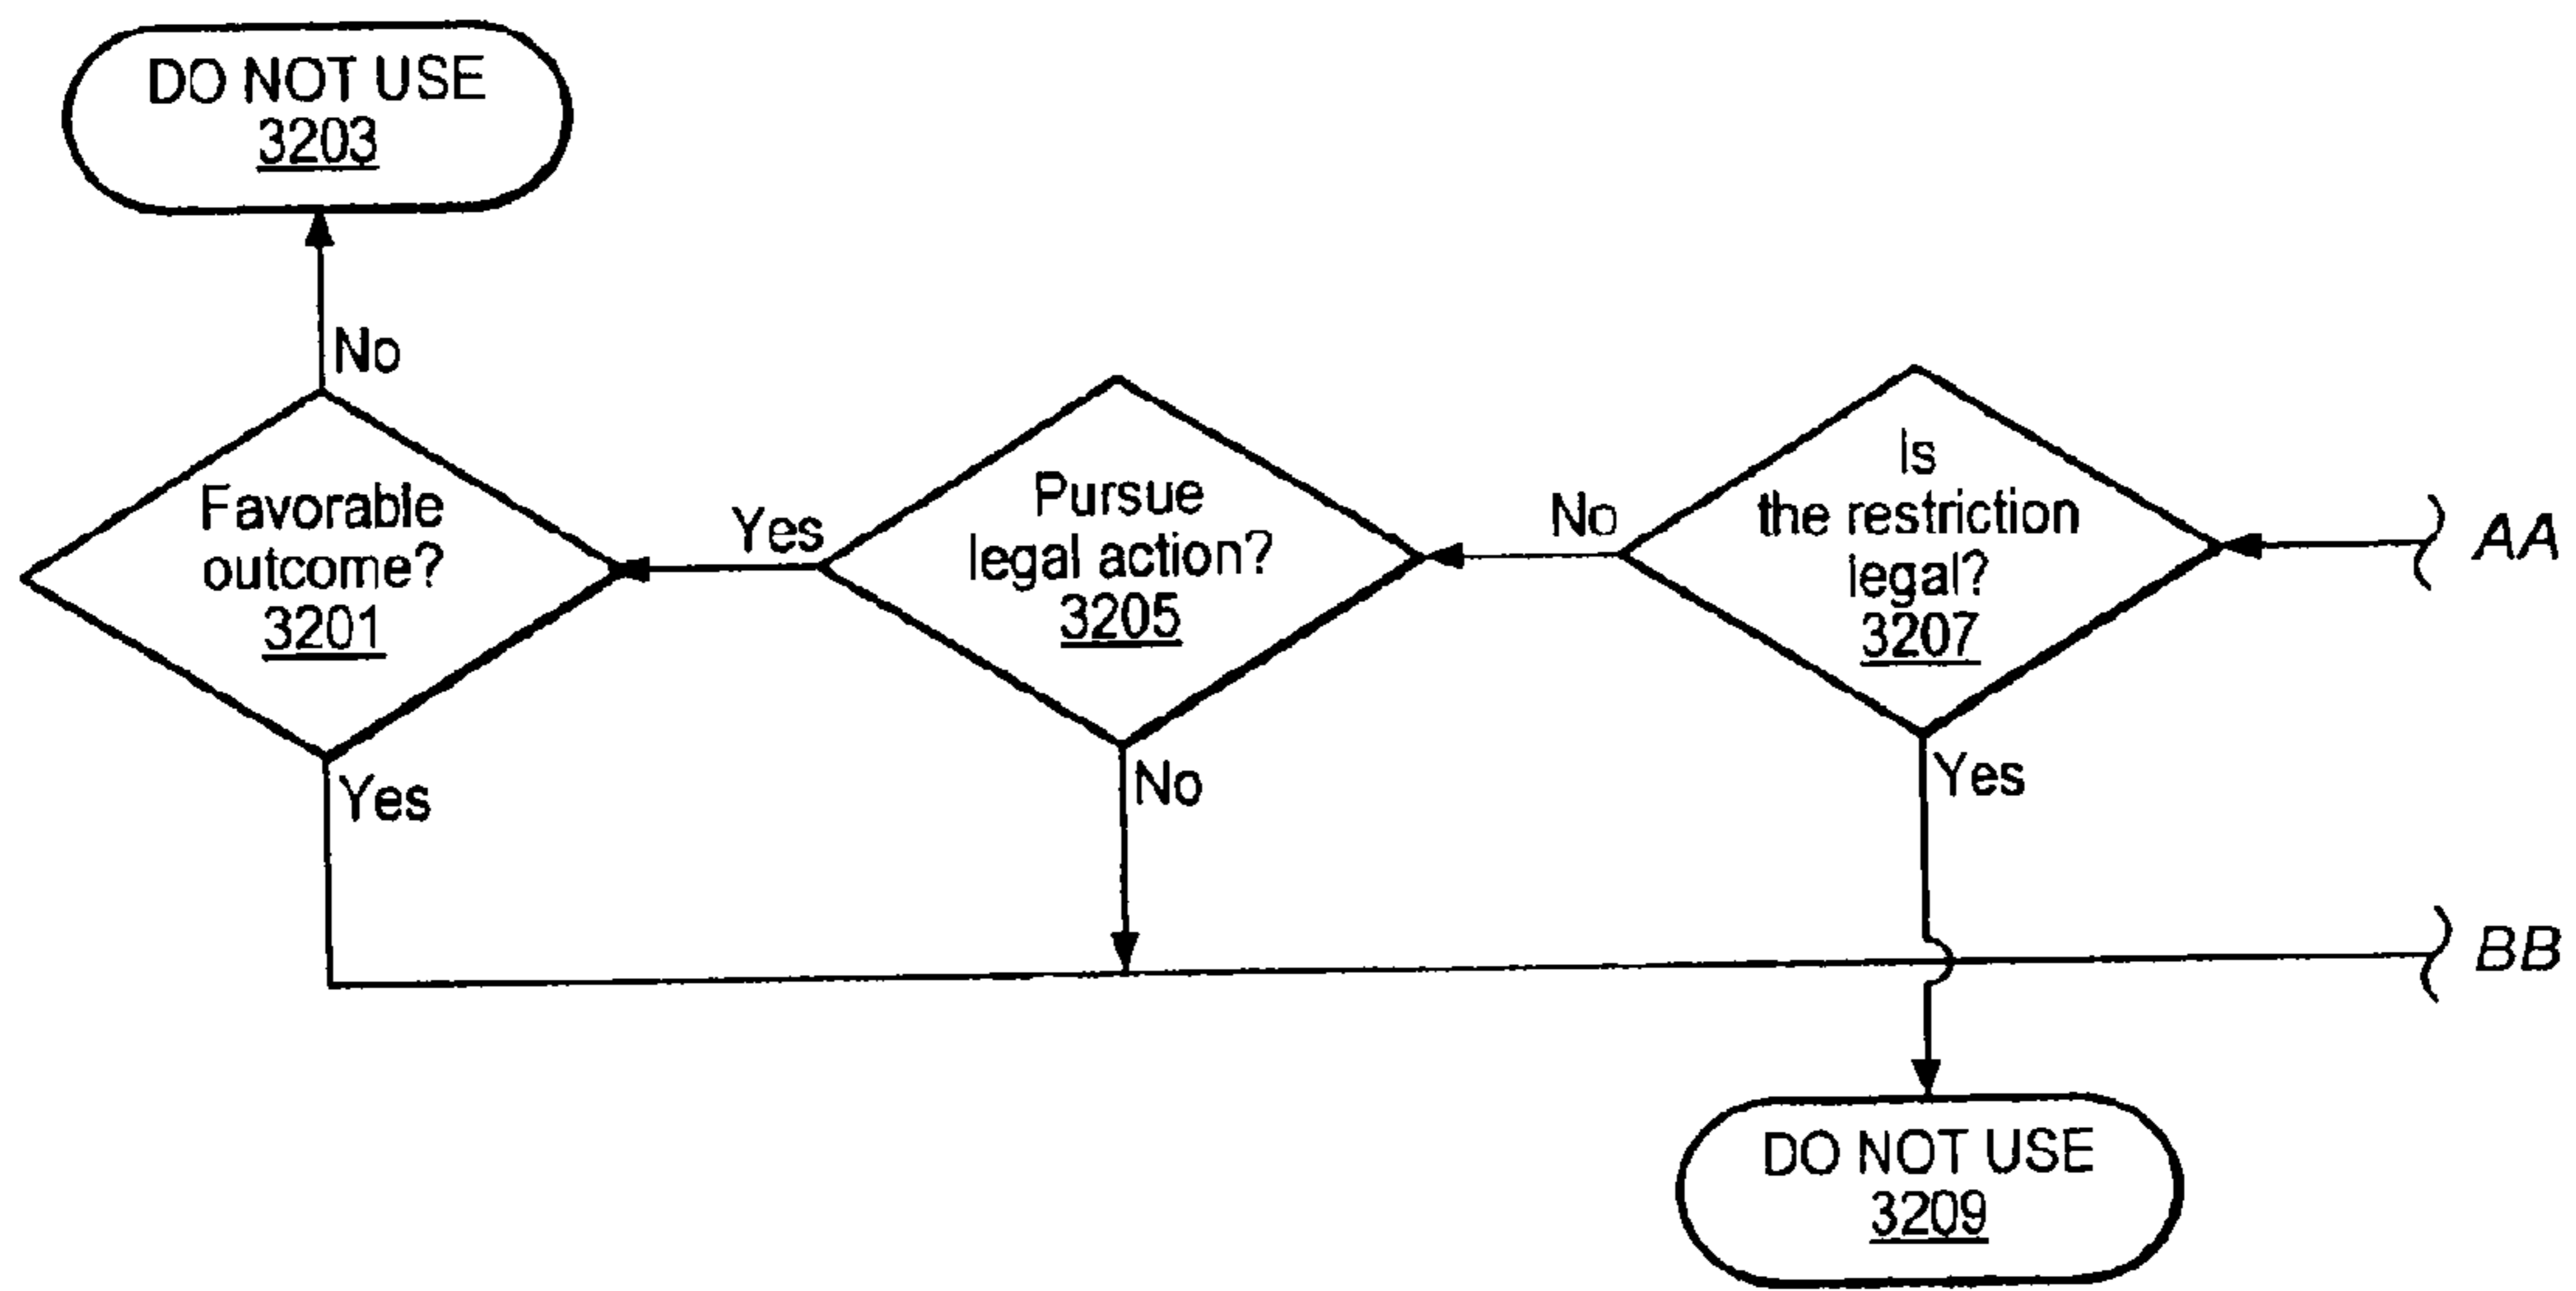 DO NOT USE
3203
No
Favorable
outcome?
3201
Yes
Yes
Pursue
legal action?
3205
No
No
Is
the restriction
legal?
3207
Yes
AA
BB
DO NOT USE
3209